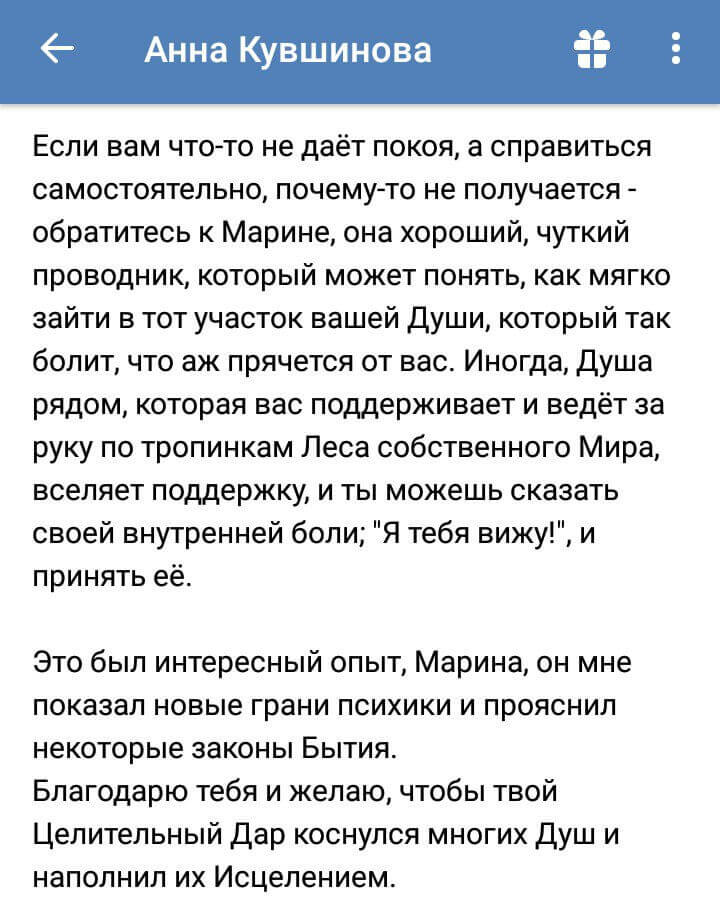 Анна Кувшинова
Если вам что-то не даёт покоя, а справиться
самостоятельно, почему-то не получается -
обратитесь к Марине, она хороший, чуткий
проводник, который может понять, как мягко
зайти в тот участок вашей Души, который так
болит, что аж прячется от вас. Иногда, Душа
рядом, которая вас поддерживает и ведёт за
руку по тропинкам Леса собственного Мира,
вселяет поддержку, и ты можешь сказать
своей внутренней боли; "Я тебя вижу!", и
принять её.
Это был интересный опыт, Марина, он мне
показал новые грани психики и прояснил
некоторые законы Бытия.
Благодарю тебя и желаю, чтобы твой
Целительный Дар коснулся многих Душ и
наполнил их Исцелением.